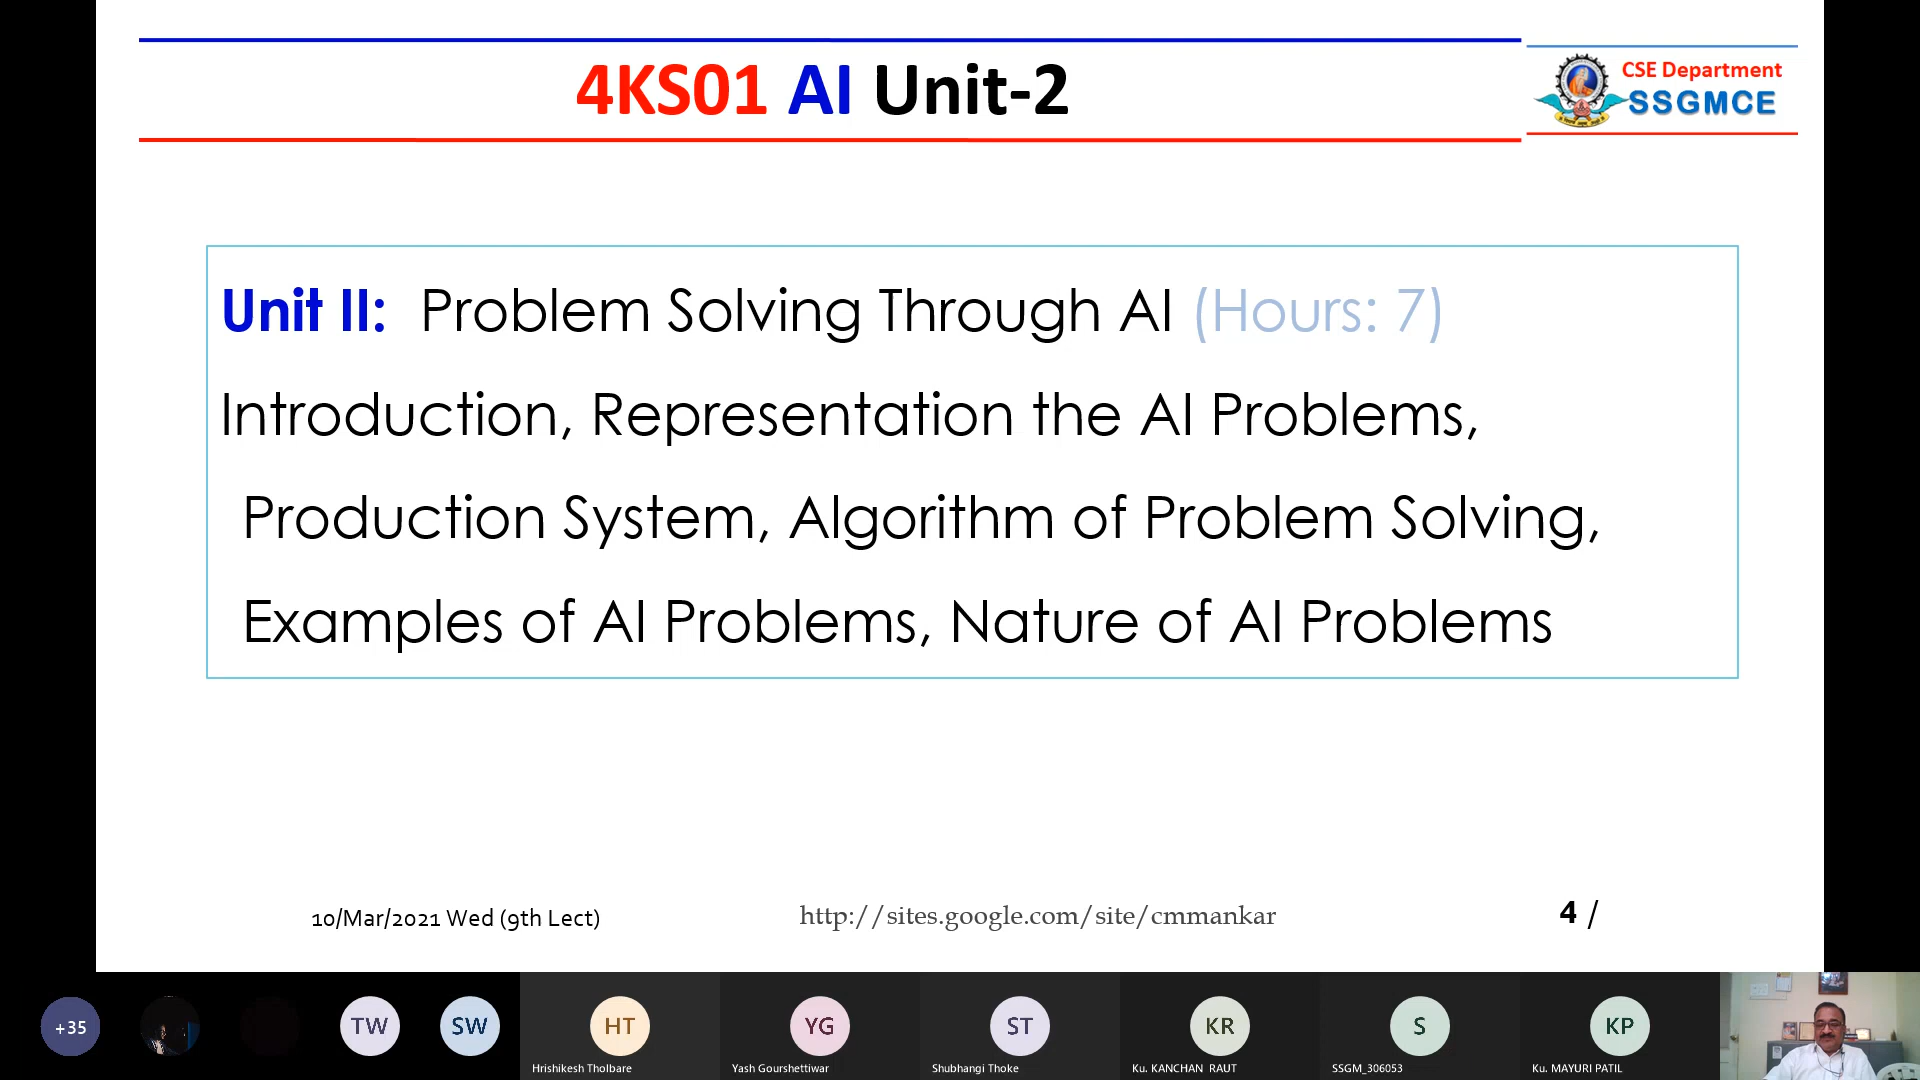 4KS01 AI Unit-2
CSE Department
SSGMCE
Unit II: Problem Solving Through AI (Hours: 7)
Introduction, Representation the AI Problems,
Production System, Algorithm of Problem Solving,
Examples of AI Problems, Nature of AI Problems
10/Mar/2021 Wed (9th Lect)
http://sites.google.com/site/cmmankar
4 /
+35
TW
SW
HT
YG
ST
KR
S
KP
Hrishikesh Tholbare
Yash Gourshettiwar
Shubhangi Thoke
Ku. KANCHAN RAUT
SSGM_306053
Ku. MAYURI PATIL